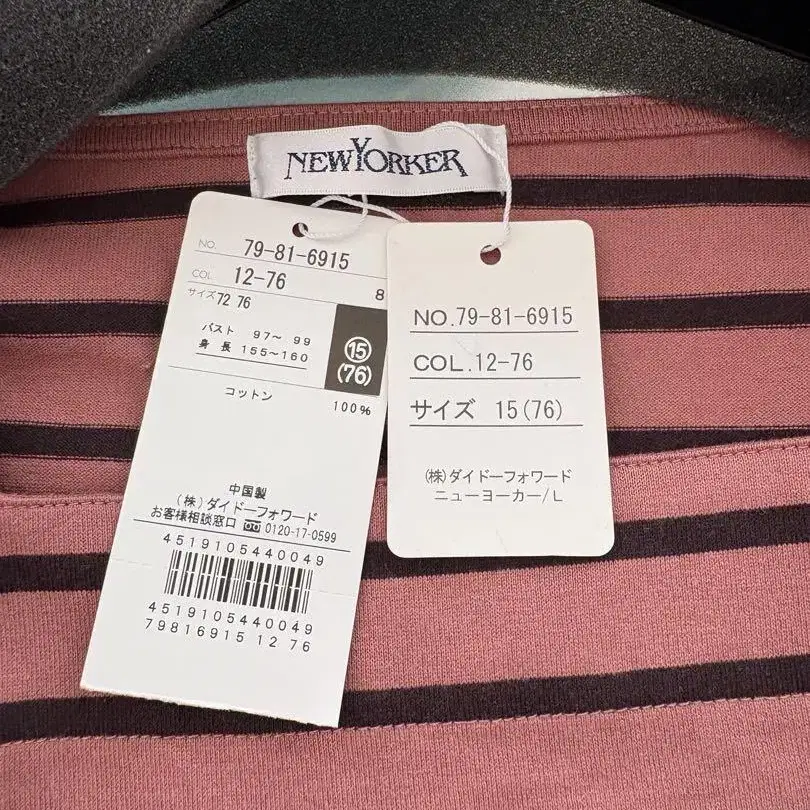 NEWYORKER
NO. 79-81-6915
COL 12-76
8
サイズ72 76
バスト 97～ 99
身 長 155～160
⑮
(76)
コットン
100%
中国製
(株)ダイドーフォワード
お客様相談窓口 0120-17-0599
4519105440049
4519105440049
79816915 12 76
NO.79-81-6915
COL.12-76
サイズ 15(76)
(株)ダイドーフォワード
ニューヨーカー/L